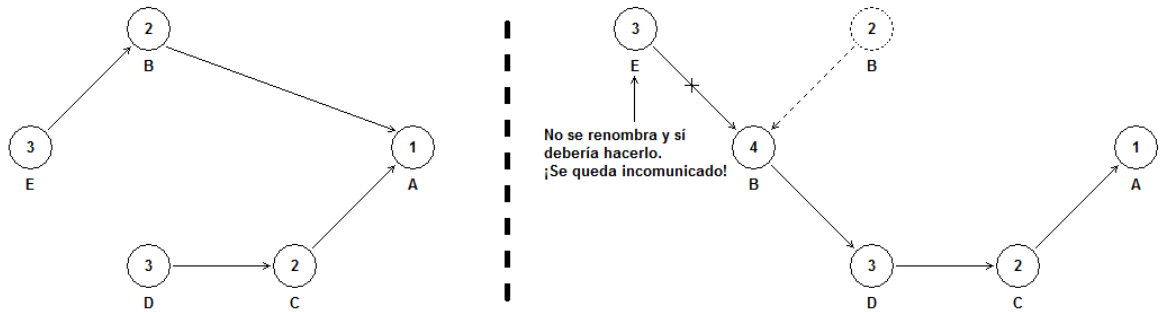 2
B
3
E
1
A
3
D
2
C
3
E
2
B
No se renombra y sí
debería hacerlo.
¡Se queda incomunicado!
4
B
1
A
3
D
2
C